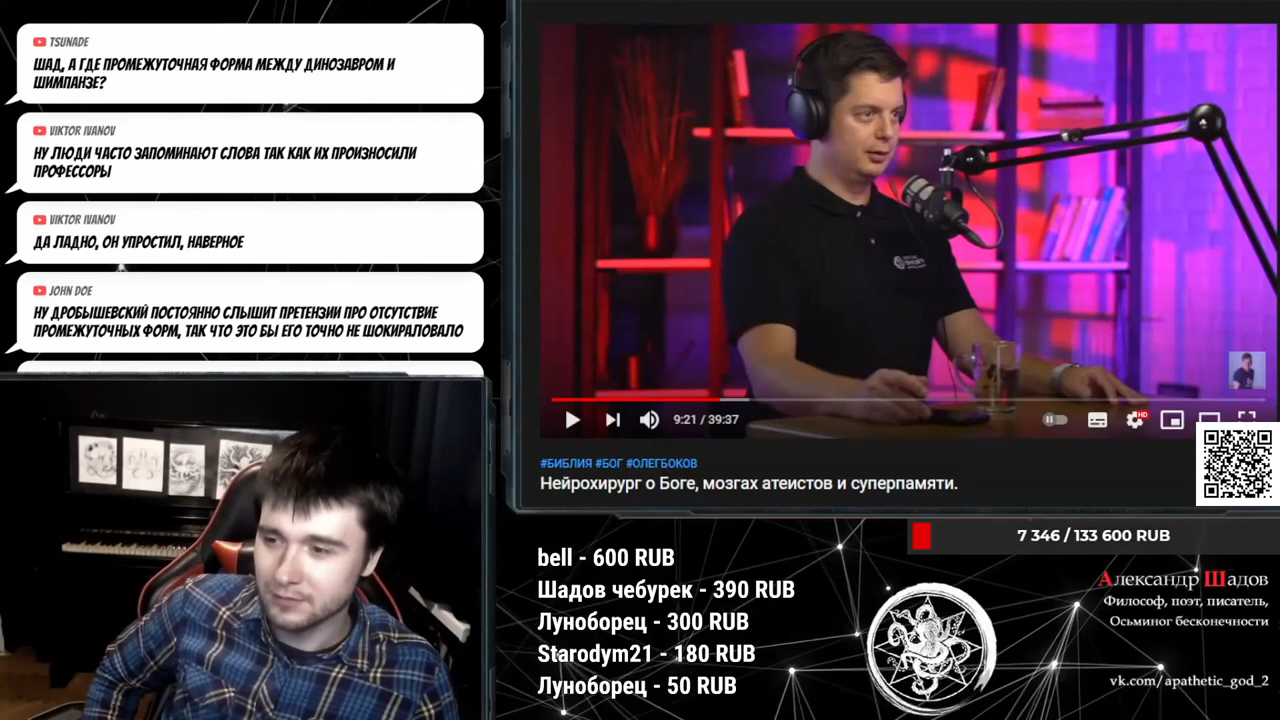 TSUNADE
ШАД, А ГДЕ ПРОМЕЖУТОЧНАЯ ФОРМА МЕЖДУ ДИНОЗАВРОМ И
ШИМПАНЗЕ?
VIKTOR IVANOV
НУ ЛЮДИ ЧАСТО ЗАПОМИНАЮТ СЛОВА ТАК КАК ИХ ПРОИЗНОСИЛИ
ПРОФЕССОРЫ
VIKTOR IVANOV
ДА ЛАДНО, ОН УПРОСТИЛ, НАВЕРНОЕ
JOHN DOE
НУ ДРОБЫШЕВСКИЙ ПОСТОЯННО СЛЫШИТ ПРЕТЕНЗИИ ПРО ОТСУТСТВИЕ
ПРОМЕЖУТОЧНЫХ ФОРМ, ТАК ЧТО ЭТО БЫ ЕГО ТОЧНО НЕ ШОКИРАЛОВАЛО
9:21 / 39:37
HD
#БИБЛИЯ #БОГ #ОЛЕГБОКОВ
Нейрохирург о Боге, мозгах атеистов и суперпамяти.
7 346 / 133 600 RUB
bell - 600 RUB
Шадов чебурек - 390 RUB
Луноборец - 300 RUB
Starodym21 - 180 RUB
Луноборец - 50 RUB
Александр Шадов
Философ, поэт, писатель,
Осьминог бесконечности
vk.com/apathetic_god_2